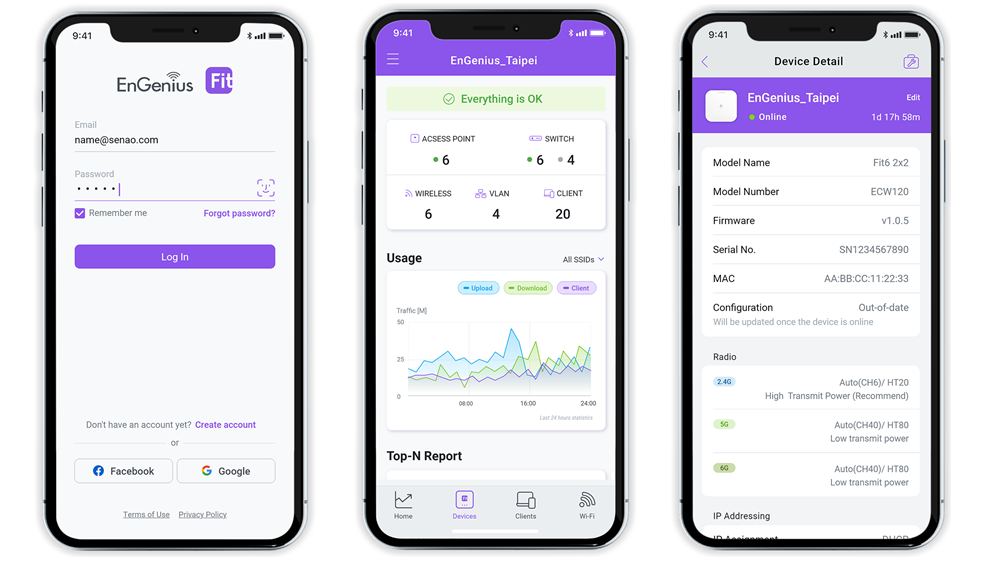 9:41
EnGenius Fit
Email
name@senao.com
Password
Remember me
Forgot password?
Log In
Don't have an account yet? Create account
or
Facebook
Google
Terms of Use
Privacy Policy
9:41
EnGenius_Taipei
Everything is OK
ACSESS POINT
6
SWITCH
6 4
WIRELESS
6
VLAN
4
CLIENT
20
Usage
All SSIDs
Upload
Download
Client
Traffic [M]
50
25
0
08:00
16:00
24:00
Last 24 hours statistics
Top-N Report
Home
Devices
Clients
Wi-Fi
9:41
Device Detail
EnGenius_Taipei
Edit
Online
1d 17h 58m
Model Name Fit6 2x2
Model Number ECW120
Firmware v1.0.5
Serial No. SN1234567890
MAC AA:BB:CC:11:22:33
Configuration Out-of-date
Will be updated once the device is online
Radio
2.4G Auto(CH6)/ HT20
High Transmit Power (Recommend)
5G Auto(CH40)/ HT80
Low transmit power
6G Auto(CH40)/ HT80
Low transmit power
IP Addressing
IP Assignment DHCP